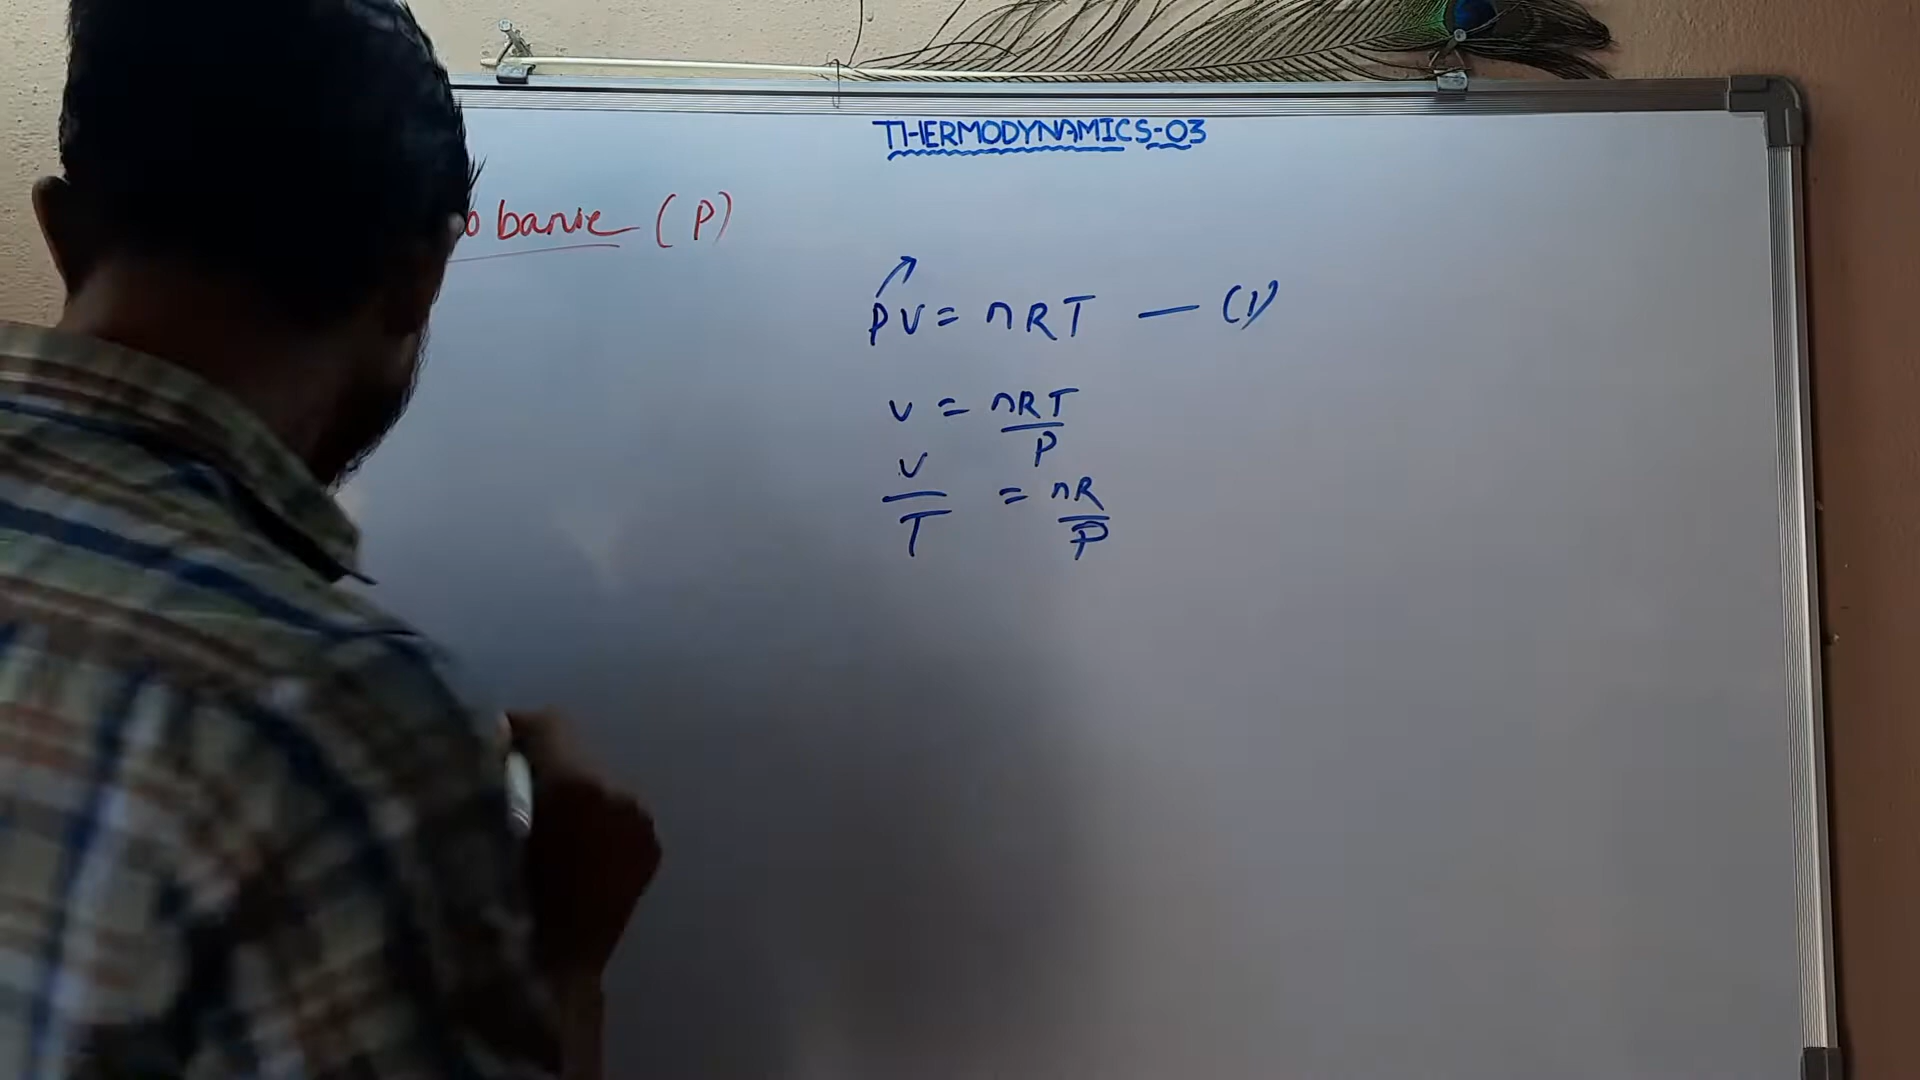 THERMODYNAMICS-03
baric (P)
PV = nRT — (1)
V = nRT/P
V/T = nR/P